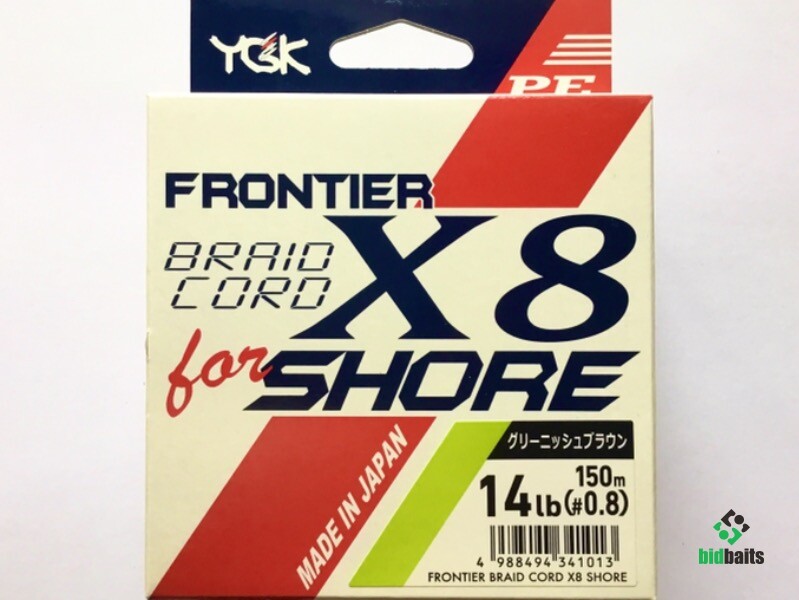 YGK
PE
FRONTIER
BRAID
CORD
X8
for SHORE
MADE IN JAPAN
グリーニッシュブラウン
150m
14lb(#0.8)
4 988494 341013
FRONTIER BRAID CORD X8 SHORE
bidbaits